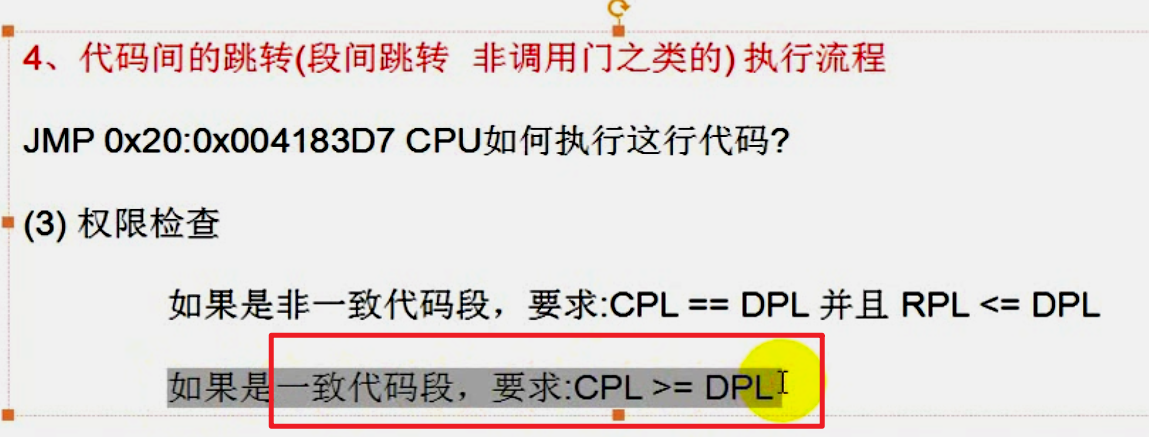 4、代码间的跳转(段间跳转 非调用门之类的) 执行流程
JMP 0x20:0x004183D7 CPU如何执行这行代码?
(3) 权限检查
如果是非一致代码段，要求:CPL == DPL 并且 RPL <= DPL
如果是一致代码段，要求:CPL >= DPL